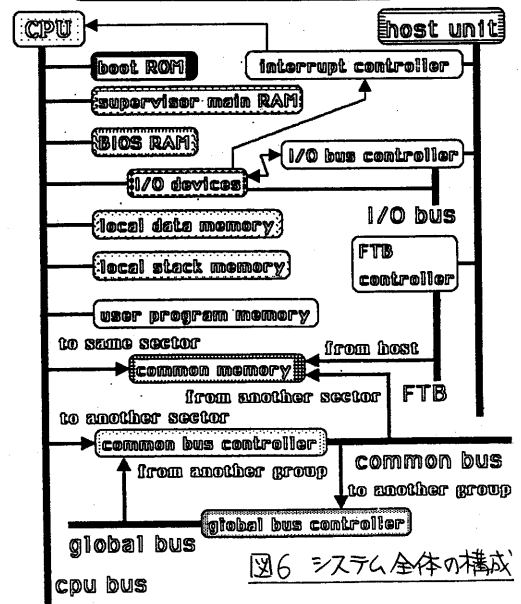 CPU
host unit
boot ROM
interrupt controller
supervisor main RAM
BIOS RAM
I/O bus controller
I/O devices
I/O bus
local data memory
FTB
controller
local stack memory
user program memory
to same sector
from host
common memory
from another sector
FTB
to another sector
common bus controller
common bus
from another group
to another group
global bus controller
global bus
図6 システム全体の構成
cpu bus